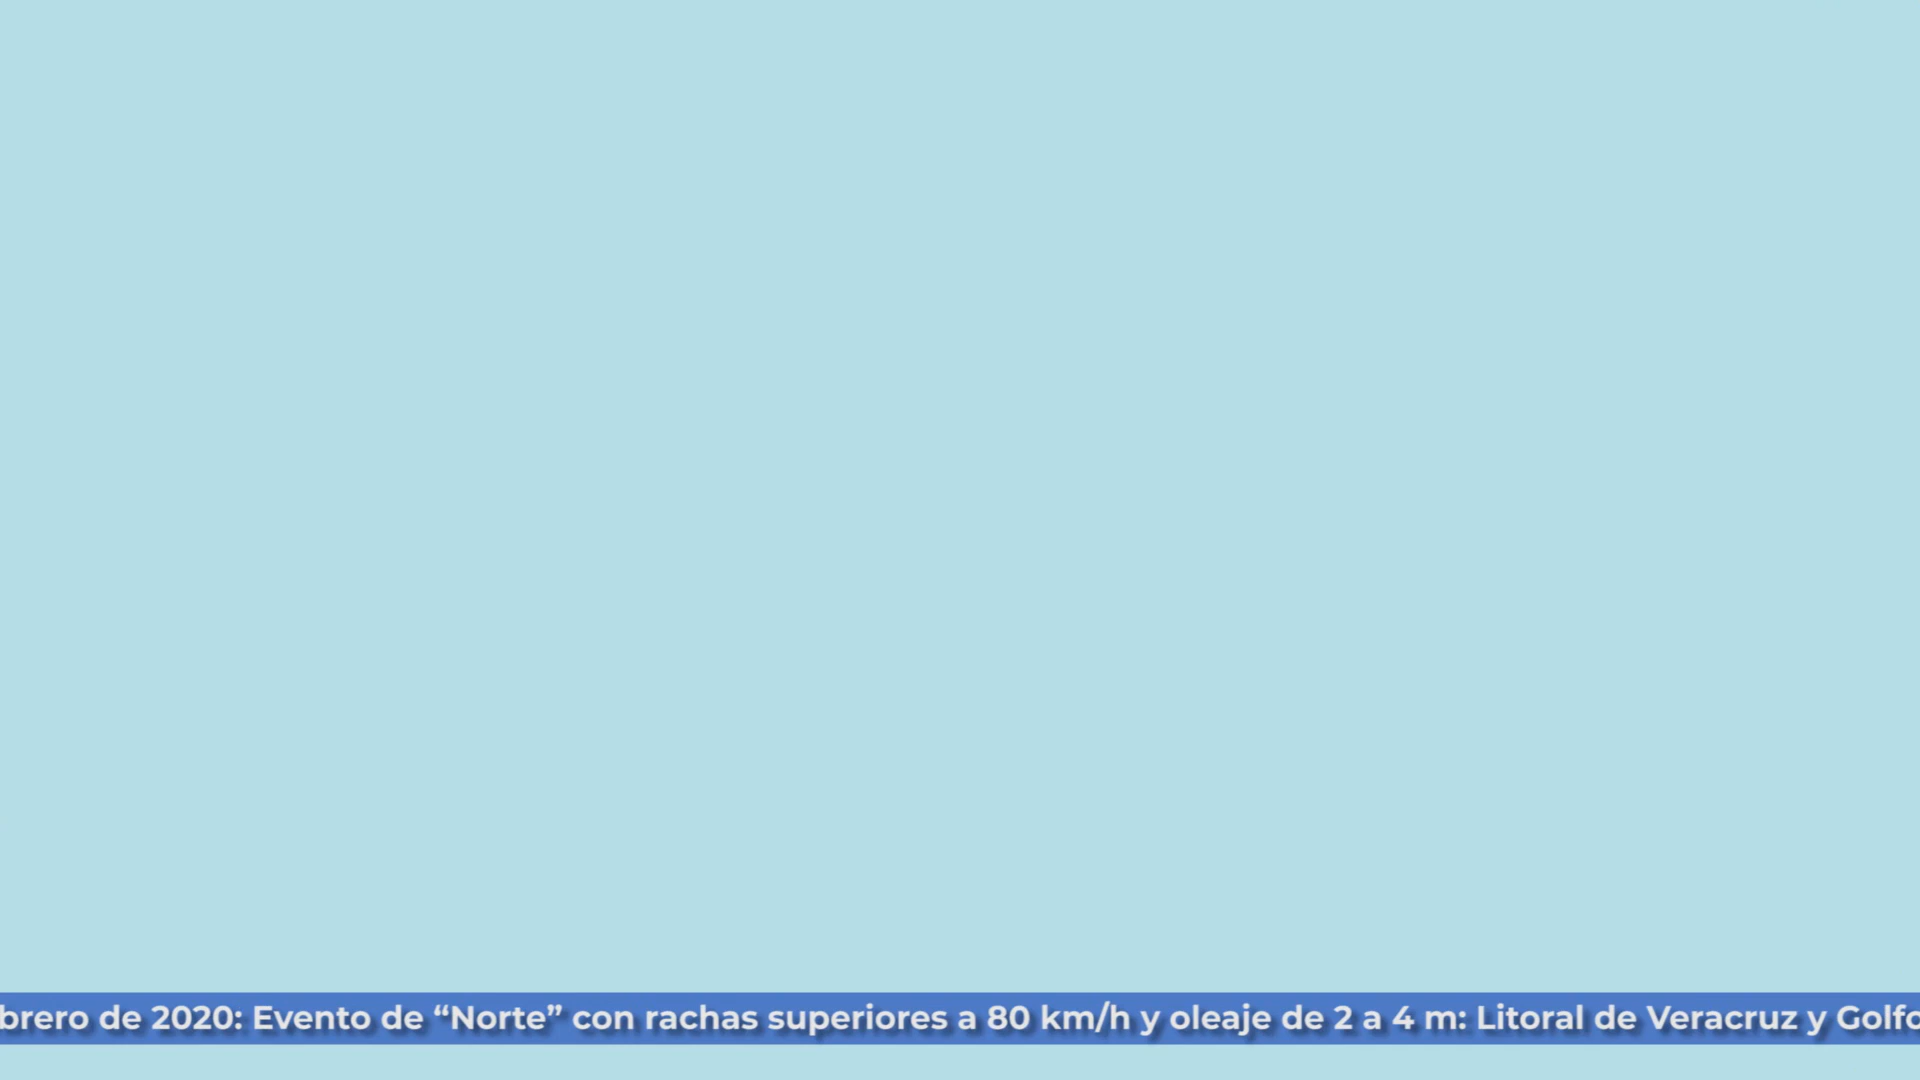 brero de 2020: Evento de “Norte” con rachas superiores a 80 km/h y oleaje de 2 a 4 m: Litoral de Veracruz y Golfo